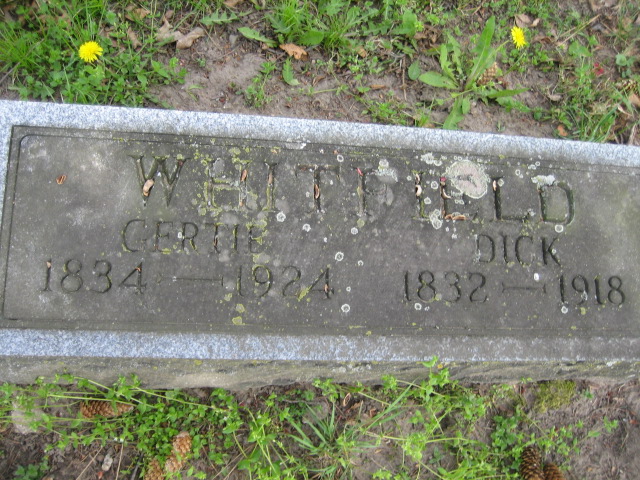 WHITFIELD
GERTIE DICK
1834 — 1924 1832 — 1918